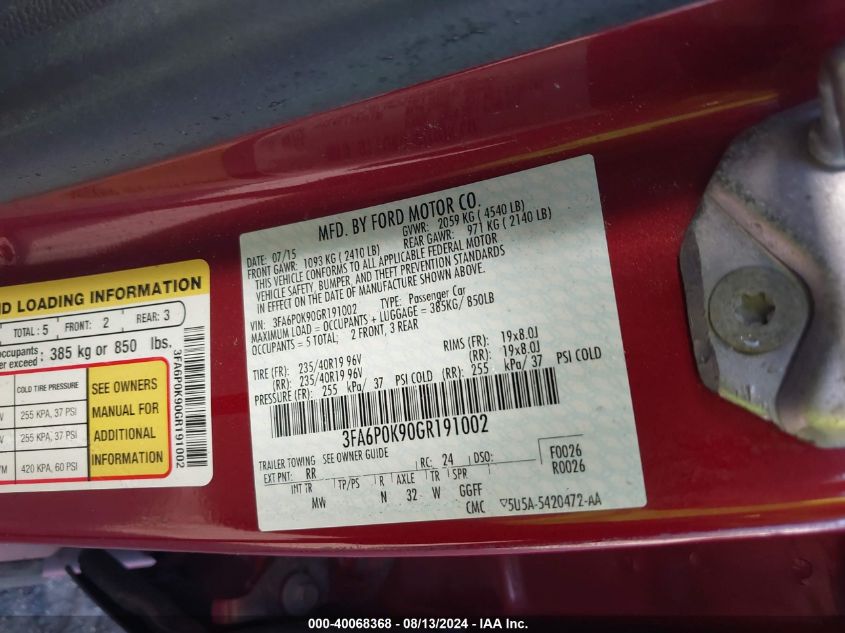 ND LOADING INFORMATION
TOTAL: 5 FRONT: 2 REAR: 3
occupants exceed: 385 kg or 850 lbs.
COLD TIRE PRESSURE
255 KPA, 37 PSI
255 KPA, 37 PSI
420 KPA, 60 PSI
SEE OWNERS
MANUAL FOR
ADDITIONAL
INFORMATION
3FA6P0K90GR191002
MFD. BY FORD MOTOR CO.
DATE: 07/15 GVWR: 2059 KG ( 4540 LB)
FRONT GAWR: 1093 KG ( 2410 LB) REAR GAWR: 971 KG ( 2140 LB)
THIS VEHICLE CONFORMS TO ALL APPLICABLE FEDERAL MOTOR
VEHICLE SAFETY, BUMPER, AND THEFT PREVENTION STANDARDS
IN EFFECT ON THE DATE OF MANUFACTURE SHOWN ABOVE.
VIN: 3FA6P0K90GR191002 TYPE: Passenger Car
MAXIMUM LOAD = OCCUPANTS + LUGGAGE = 385KG/ 850LB
OCCUPANTS = 5 TOTAL, 2 FRONT, 3 REAR
TIRE (FR): 235/40R19 96V RIMS (FR): 19x8.0J
(RR): 235/40R19 96V (RR): 19x8.0J
PRESSURE (FR): 255 kPa/ 37 PSI COLD (RR): 255 kPa/ 37 PSI COLD
3FA6P0K90GR191002
TRAILER TOWING SEE OWNER GUIDE
EXT PNT: RR RC: 24 DSO: F0026
R0026
INT TR TP/PS R AXLE TR SPR
MW N 32 W GGFF
CMC 5U5A-5420472-AA
000-40068368 - 08/13/2024 - IAA Inc.